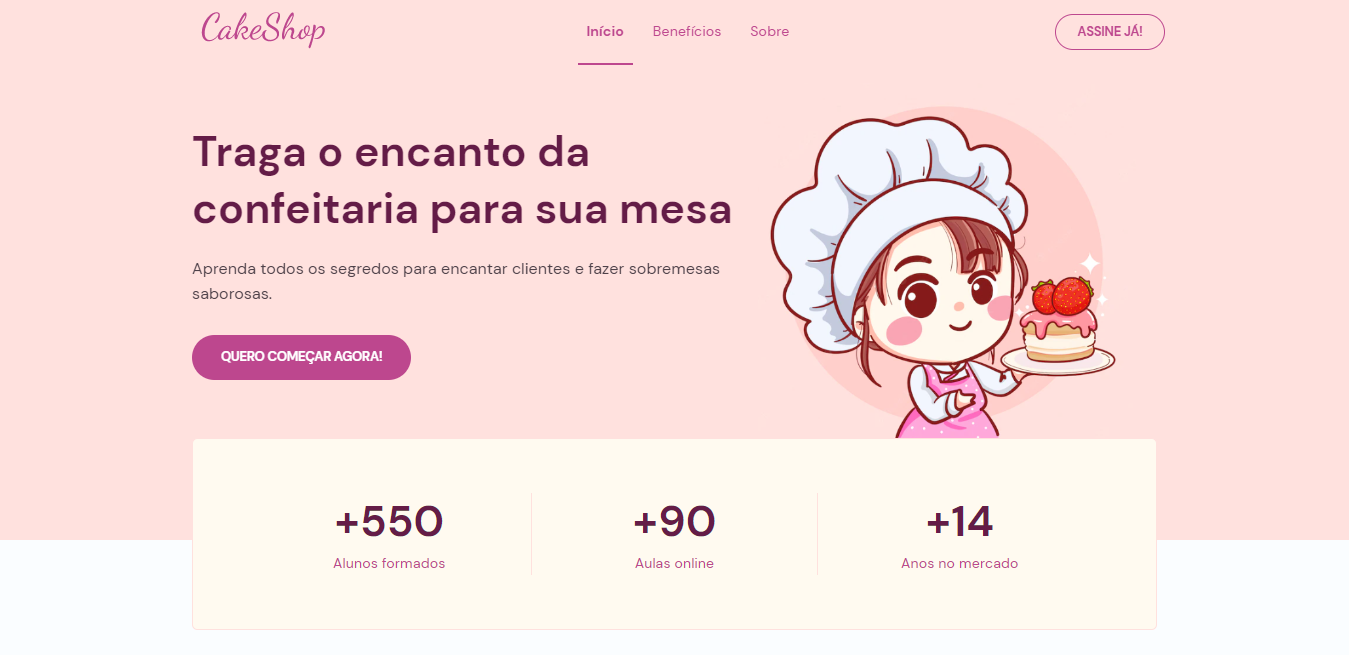 CakeShop
Início
Benefícios
Sobre
ASSINE JÁ!
Traga o encanto da
confeitaria para sua mesa
Aprenda todos os segredos para encantar clientes e fazer sobremesas
saborosas.
QUERO COMEÇAR AGORA!
+550
Alunos formados
+90
Aulas online
+14
Anos no mercado